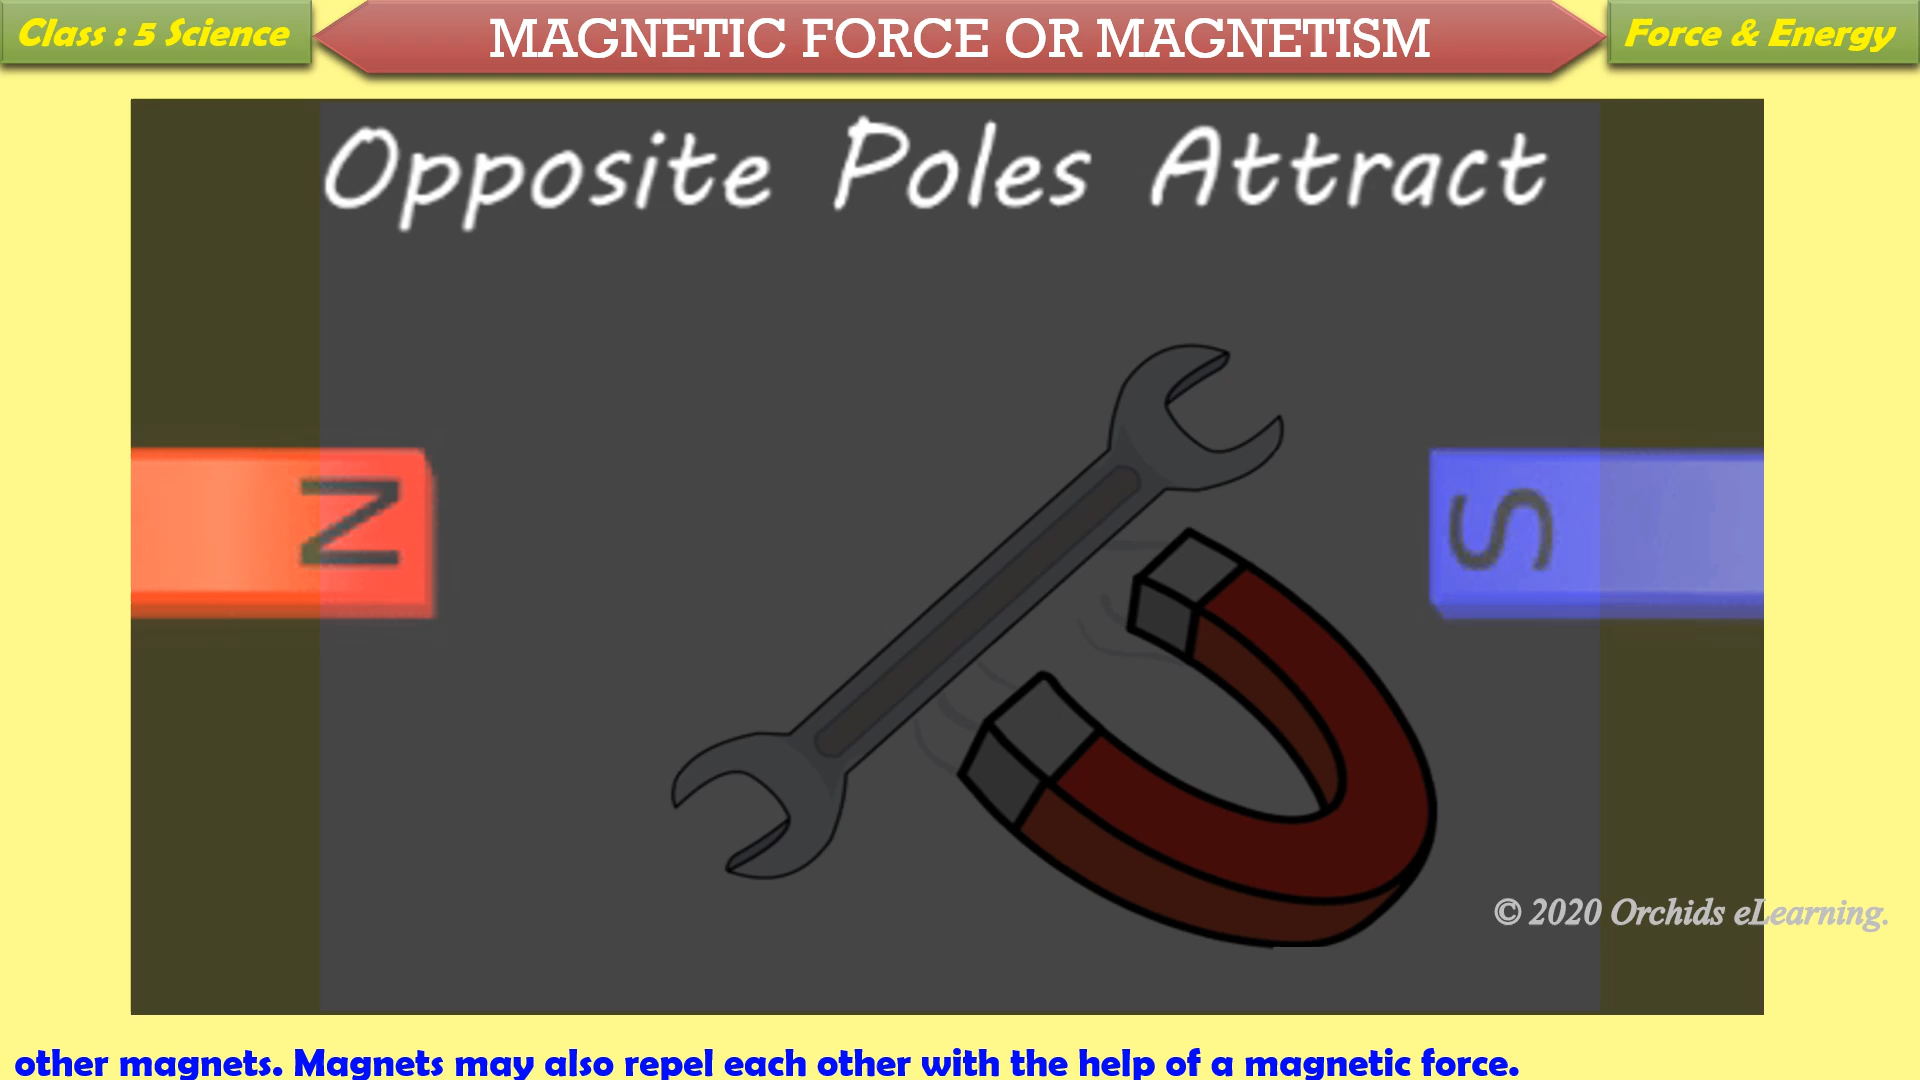 Class : 5 Science
MAGNETIC FORCE OR MAGNETISM
Force & Energy
Opposite Poles Attract
N
S
© 2020 Orchids eLearning.
other magnets. Magnets may also repel each other with the help of a magnetic force.